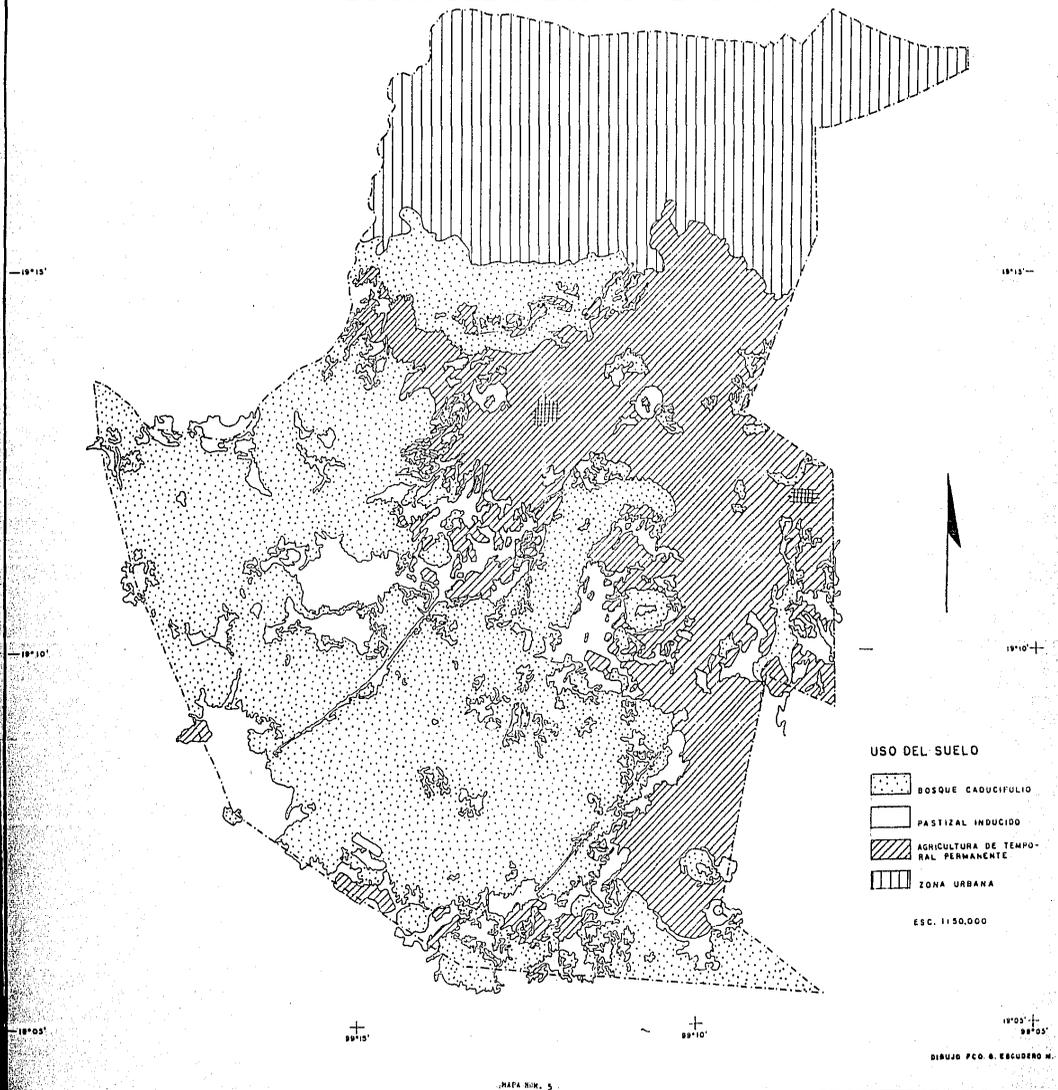 19°15'
19°15'
19°10'
19°10'
USO DEL SUELO
BOSQUE CADUCIFULIO
PASTIZAL INDUCIDO
AGRICULTURA DE TEMPO-
RAL PERMANENTE
ZONA URBANA
ESC. 1:50,000
19°05'
99°15'
99°10'
19°05'
99°05'
DIBUJO FCO. G. ESCUDERO M.
MAPA NUM. 5